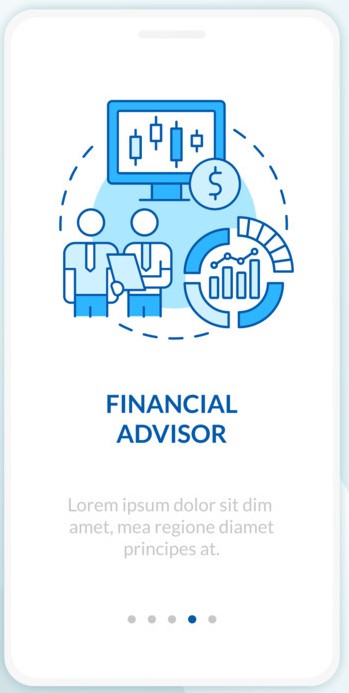 $
FINANCIAL
ADVISOR
Lorem ipsum dolor sit dim
amet, mea regione diamet
principes at.